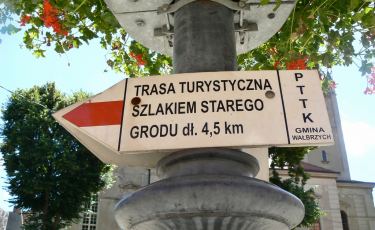 TRASA TURYSTYCZNA
SZLAKIEM STAREGO
GRODU dł. 4,5 km
PTTK
GMINA
WAŁBRZYCH